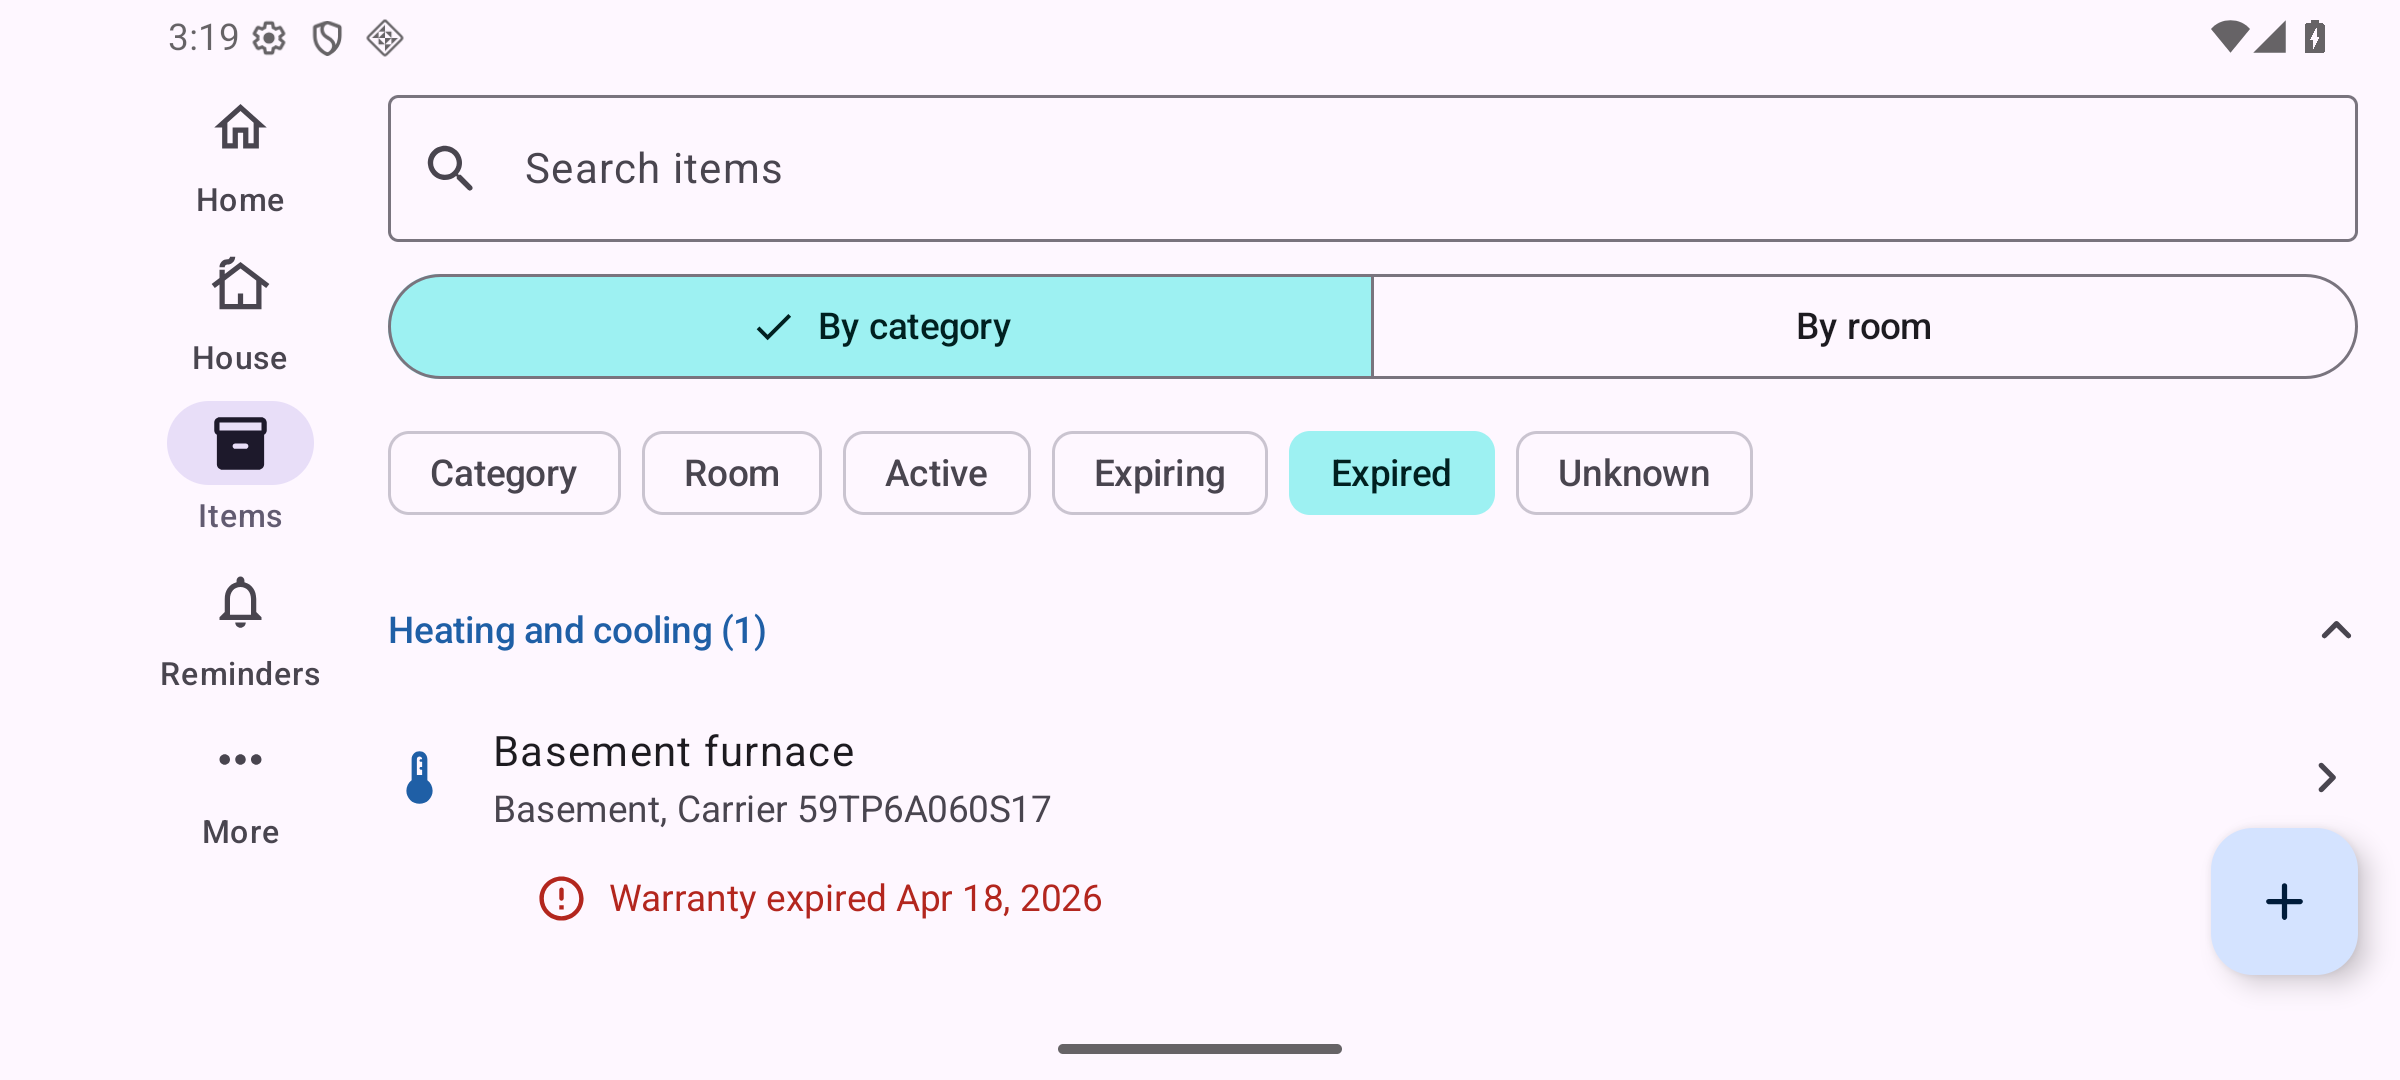 3:19
Home
House
Items
Reminders
More
Search items
By category
By room
Category
Room
Active
Expiring
Expired
Unknown
Heating and cooling (1)
Basement furnace
Basement, Carrier 59TP6A060S17
Warranty expired Apr 18, 2026